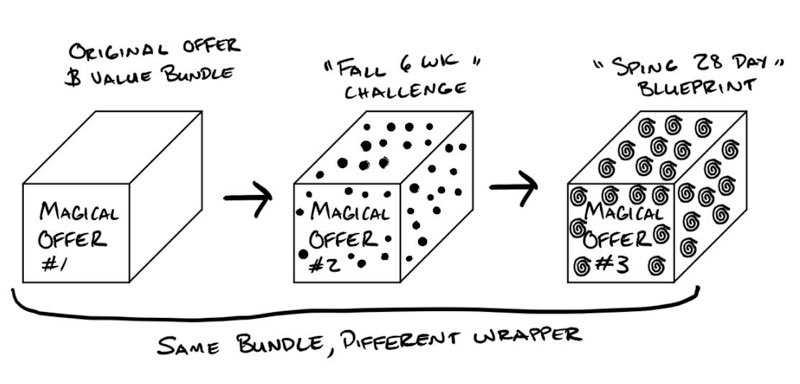 ORIGINAL OFFER
$ VALUE BUNDLE
"FALL 6 WK"
CHALLENGE
"SPING 28 DAY"
BLUEPRINT
MAGICAL
OFFER
#1
MAGICAL
OFFER
#2
MAGICAL
OFFER
#3
SAME BUNDLE, DIFFERENT WRAPPER